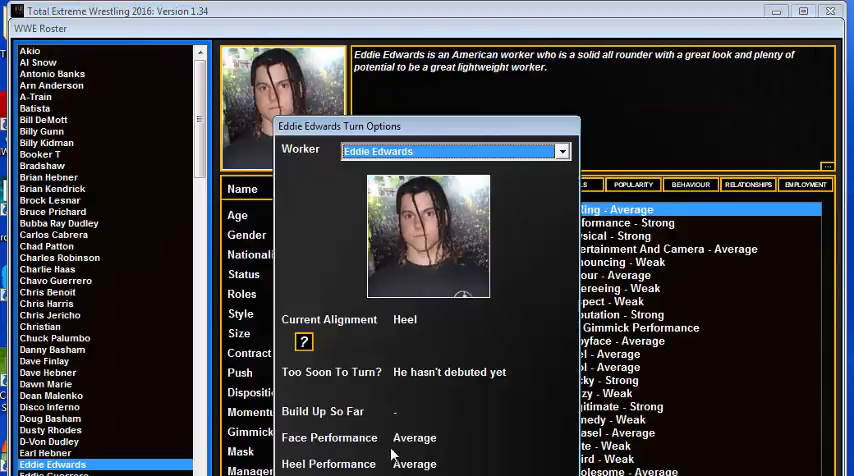 Total Extreme Wrestling 2016: Version 1.34
WWE Roster
Akio
Al Snow
Antonio Banks
Arn Anderson
A-Train
Batista
Bill DeMott
Billy Gunn
Billy Kidman
Booker T
Bradshaw
Brian Hebner
Brian Kendrick
Brock Lesnar
Bruce Prichard
Bubba Ray Dudley
Carlos Cabrera
Chad Patton
Charles Robinson
Charlie Haas
Chavo Guerrero
Chris Benoit
Chris Harris
Chris Jericho
Christian
Chuck Palumbo
Danny Basham
Dave Finlay
Dave Hebner
Dawn Marie
Dean Malenko
Disco Inferno
Doug Basham
Dusty Rhodes
D-Von Dudley
Earl Hebner
Eddie Edwards
Eddie Guerrero
Eddie Edwards is an American worker who is a solid all rounder with a great look and plenty of
potential to be a great lightweight worker.
...
Name
Age
Gender
Nationali
Status
Roles
Style
Size
Contract
Push
Dispositi
Momentu
Gimmick
Mask
Manager
Eddie Edwards Turn Options
Worker
Eddie Edwards
Current Alignment Heel
?
Too Soon To Turn? He hasn't debuted yet
Build Up So Far -
Face Performance Average
Heel Performance Average
LS POPULARITY BEHAVIOUR RELATIONSHIPS EMPLOYMENT
Ring - Average
formance - Strong
ysical - Strong
ertainment And Camera - Average
nouncing - Weak
our - Average
ereeing - Weak
spect - Weak
putation - Strong
Gimmick Performance
byface - Average
el - Average
ol - Average
cky - Strong
zy - Weak
gitimate - Strong
asel - Average
te - Weak
olesome - Average